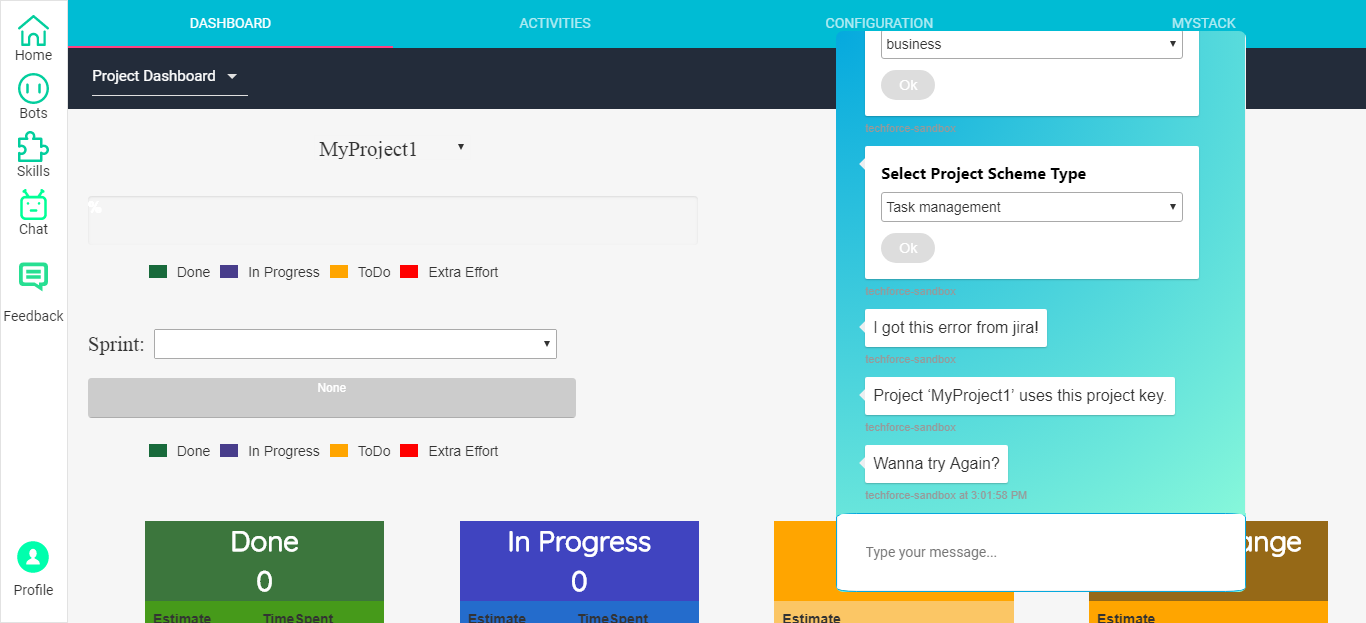 DASHBOARD
ACTIVITIES
CONFIGURATION
MYSTACK
Home
Bots
Skills
Chat
Feedback
Profile
Project Dashboard
MyProject1
%
Done
In Progress
ToDo
Extra Effort
Sprint:
None
Done
In Progress
ToDo
Extra Effort
Done
0
Estimate
TimeSpent
In Progress
0
Estimate
TimeSpent
Estimate
Estimate
business
Ok
techforce-sandbox
Select Project Scheme Type
Task management
Ok
techforce-sandbox
I got this error from jira!
techforce-sandbox
Project ‘MyProject1’ uses this project key.
techforce-sandbox
Wanna try Again?
techforce-sandbox at 3:01:58 PM
Type your message...